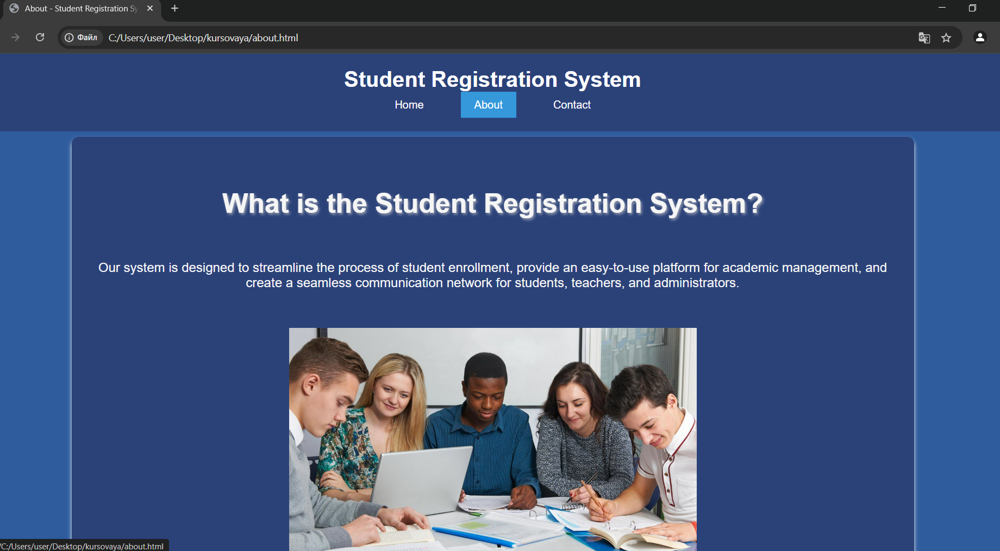 About - Student Registration Sy
Файл
C:/Users/user/Desktop/kursovaya/about.html
Student Registration System
Home
About
Contact
What is the Student Registration System?
Our system is designed to streamline the process of student enrollment, provide an easy-to-use platform for academic management, and
create a seamless communication network for students, teachers, and administrators.
/C:/Users/user/Desktop/kursovaya/about.html